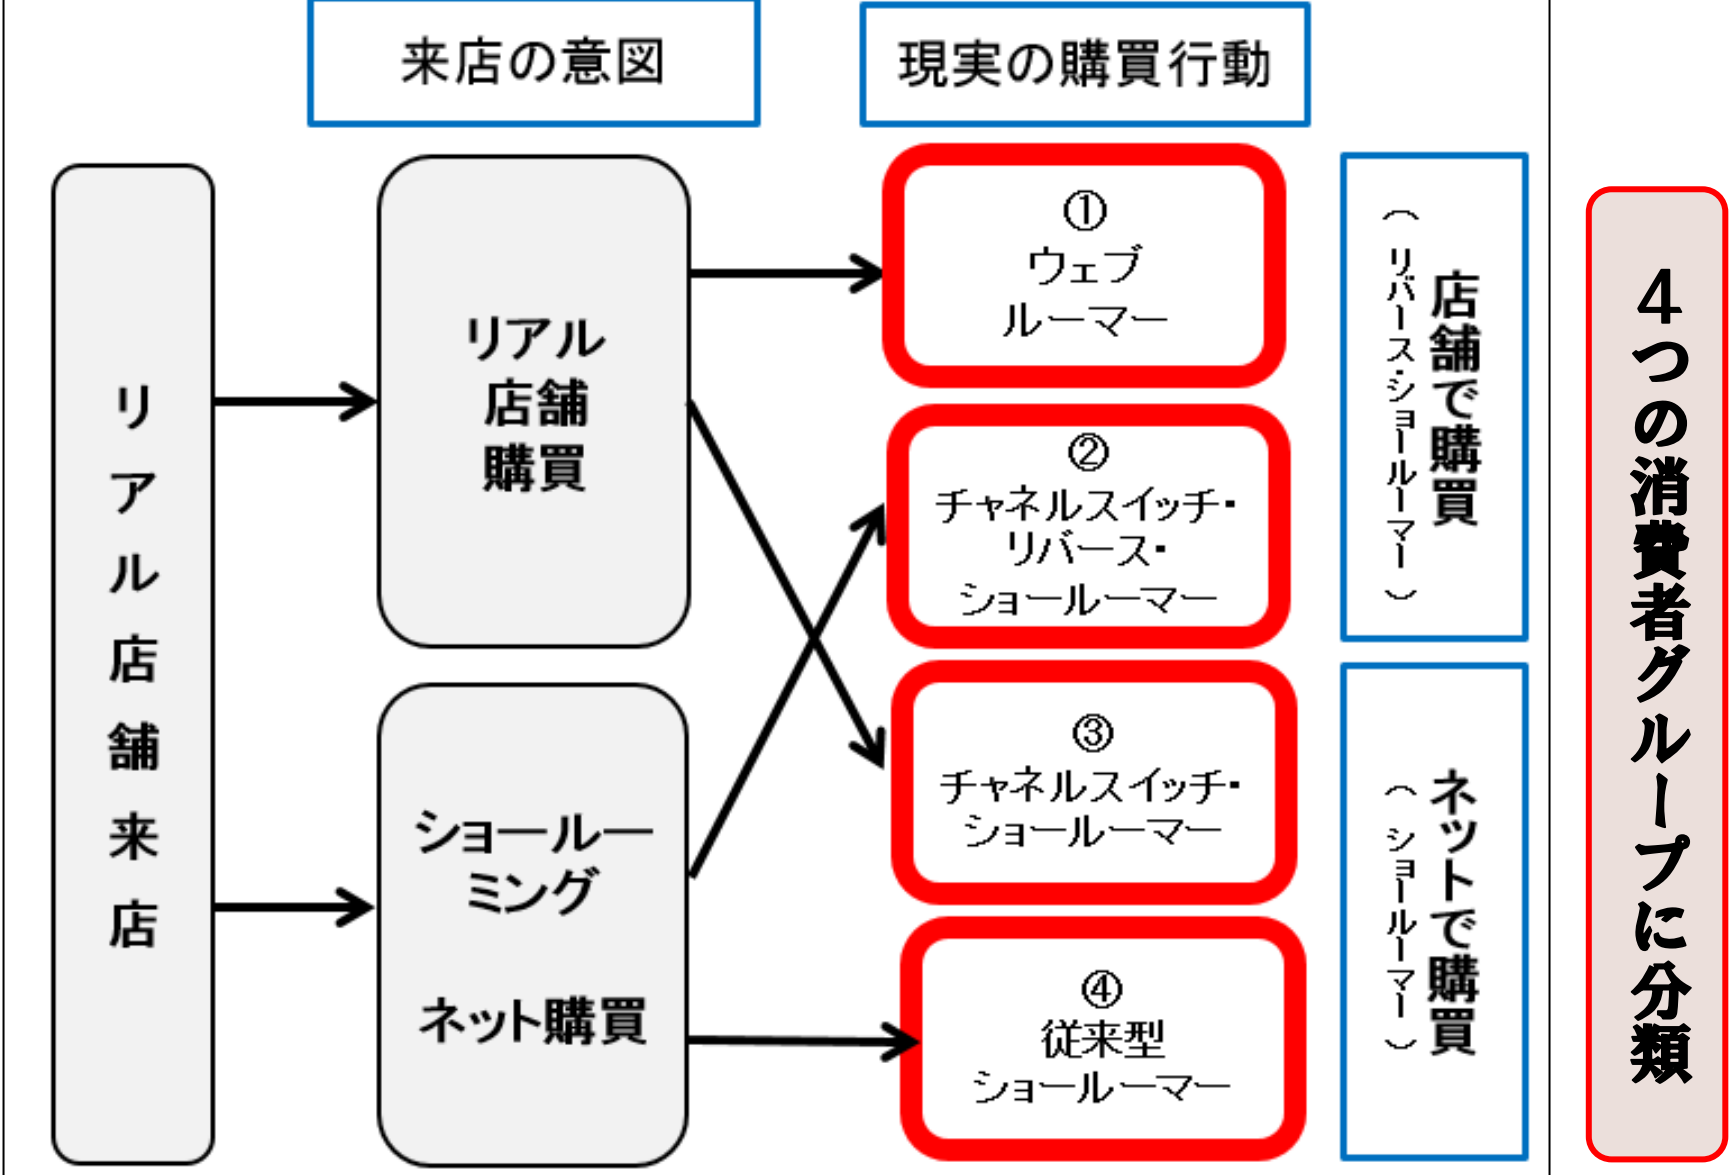 来店の意図
現実の購買行動
リアル店舗来店
リアル
店舗
購買
ショールー
ミング
ネット購買
①
ウェブ
ルーマー
②
チャネルスイッチ・
リバース・
ショールーマー
③
チャネルスイッチ・
ショールーマー
④
従来型
ショールーマー
店舗で購買
（リバース・ショールーマー）
ネットで購買
（ショールーマー）
４つの消費者グループに分類